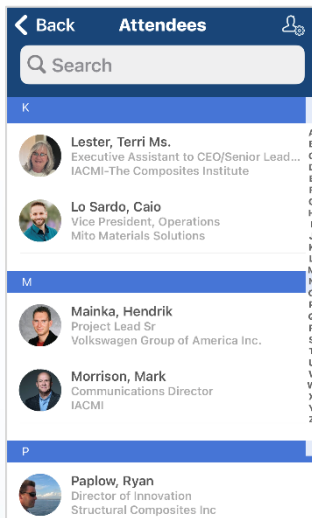 Back Attendees
Search
K
Lester, Terri Ms.
Executive Assistant to CEO/Senior Lead...
IACMI-The Composites Institute
Lo Sardo, Caio
Vice President, Operations
Mito Materials Solutions
M
Mainka, Hendrik
Project Lead Sr
Volkswagen Group of America Inc.
Morrison, Mark
Communications Director
IACMI
P
Paplow, Ryan
Director of Innovation
Structural Composites Inc